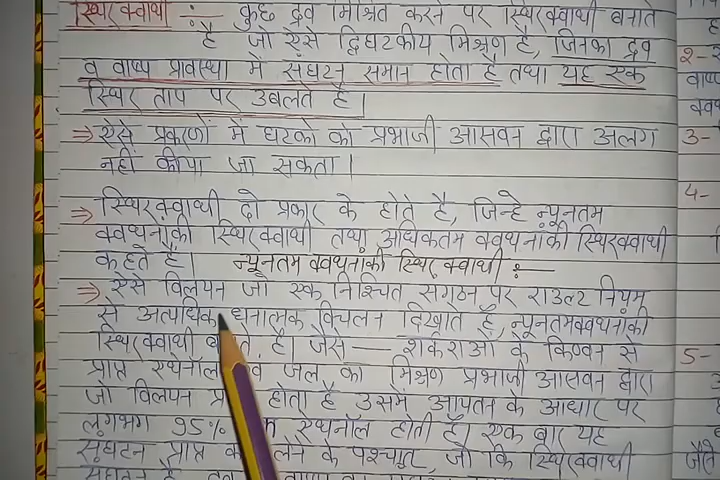 स्थिरक्वाथी :- कुछ द्रव मिश्रित करने पर स्थिरक्वाथी बनाते
है जो ऐसे द्विघटकीय मिश्रण है, जिनका द्रव
व वाष्प प्रावस्था में संघटन समान होता है तथा यह एक
स्थिर ताप पर उबलते है।
⇒ ऐसे प्रकरणों में घटको को प्रभाजी आसवन द्वारा अलग
नहीं कीया जा सकता।
⇒ स्थिरक्वाथी दो प्रकार के होते है, जिन्हे न्यूनतम
क्वथनांकी स्थिरक्वाथी तथा अधिकतम क्वथनांकी स्थिरक्वाथी
कहते है। न्यूनतम क्वथनांकी स्थिरक्वाथी :-
⇒ ऐसे विलयन जो एक निश्चित संगठन पर राउल्ट नियम
से अत्यधिक धनात्मक विचलन दिखाते है, न्यूनतमक्वथनांकी
स्थिरक्वाथी है। जैसे — शर्कराओ के किण्वन से
प्राप्त एथेनॉल व जल का मिश्रण प्रभाजी आसवन द्वारा
जो विलयन होता है उसमें आयतन के आधार पर
लगभग 95% एथेनॉल होती है। एक बार यह
संघटन प्राप्त लेने के पश्चात्, जो कि स्थिरक्वाथी
2-
3-
4-
5-